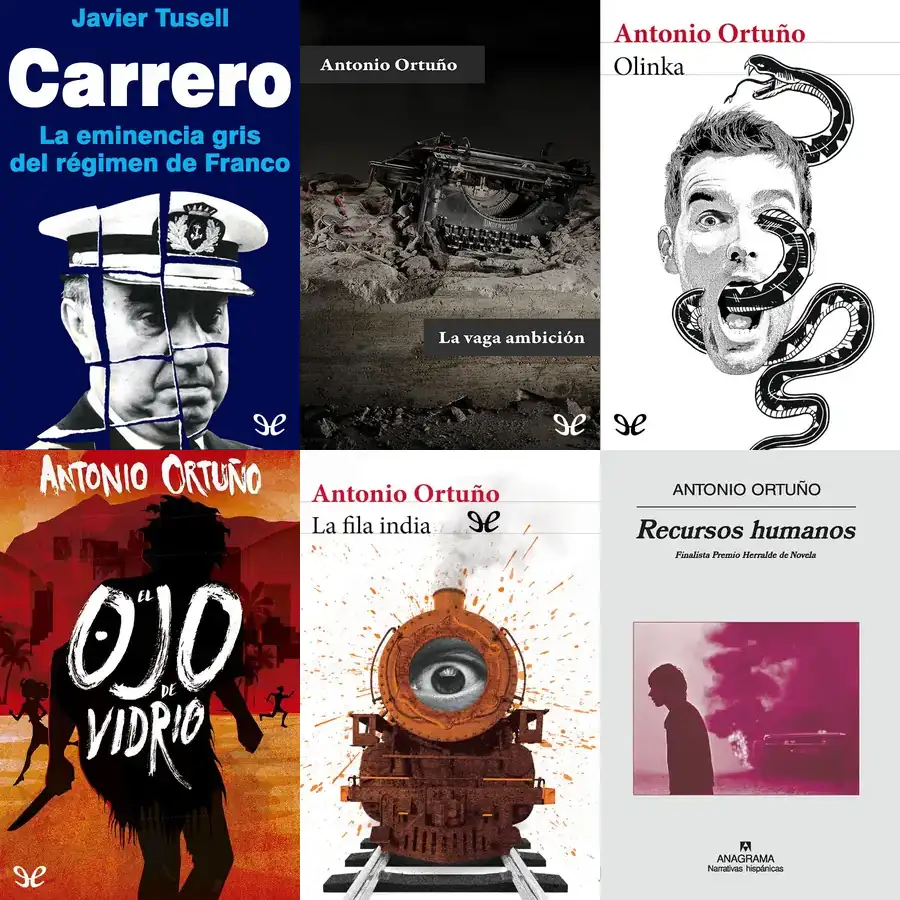 Javier Tusell
Carrero
La eminencia gris
del régimen de Franco
Antonio Ortuño
La vaga ambición
Antonio Ortuño
Olinka
ANTONIO ORTUÑO
EL
OJO
DE
VIDRIO
Antonio Ortuño
La fila india
ANTONIO ORTUÑO
Recursos humanos
Finalista Premio Herralde de Novela
ANAGRAMA
Narrativas hispánicas